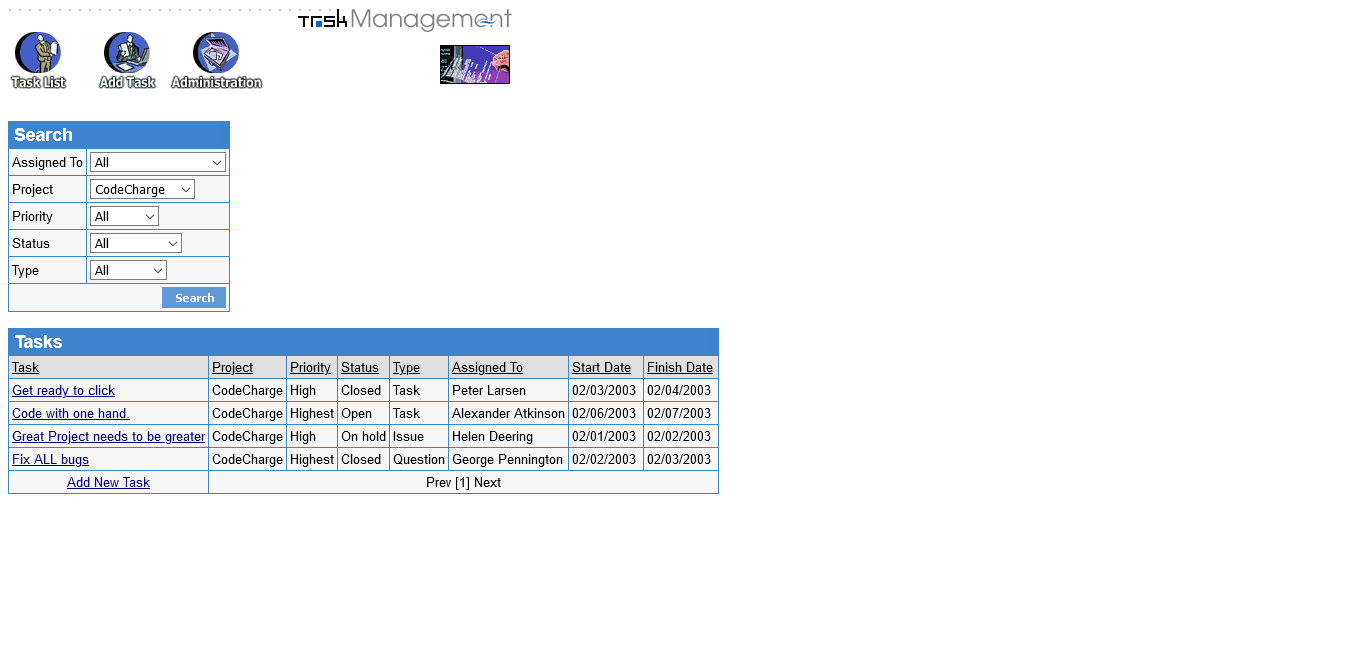 Task Management
Task List Add Task Administration
Search
Assigned To All
Project CodeCharge
Priority All
Status All
Type All
Search
Tasks
Task Project Priority Status Type Assigned To Start Date Finish Date
Get ready to click CodeCharge High Closed Task Peter Larsen 02/03/2003 02/04/2003
Code with one hand. CodeCharge Highest Open Task Alexander Atkinson 02/06/2003 02/07/2003
Great Project needs to be greater CodeCharge High On hold Issue Helen Deering 02/01/2003 02/02/2003
Fix ALL bugs CodeCharge Highest Closed Question George Pennington 02/02/2003 02/03/2003
Add New Task Prev [1] Next